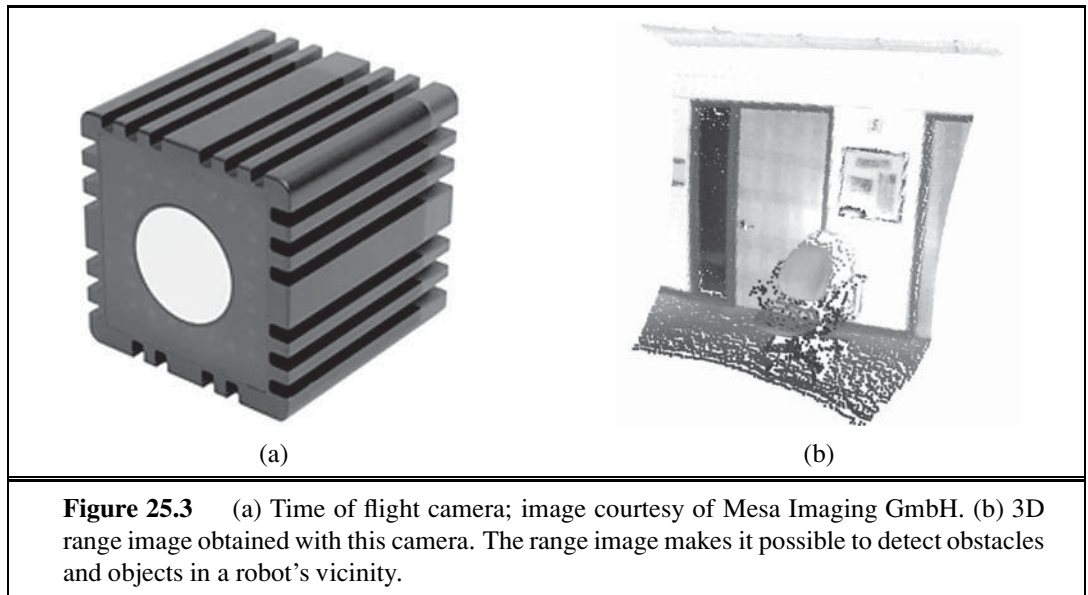 (a)
(b)
Figure 25.3 (a) Time of flight camera; image courtesy of Mesa Imaging GmbH. (b) 3D
range image obtained with this camera. The range image makes it possible to detect obstacles
and objects in a robot's vicinity.